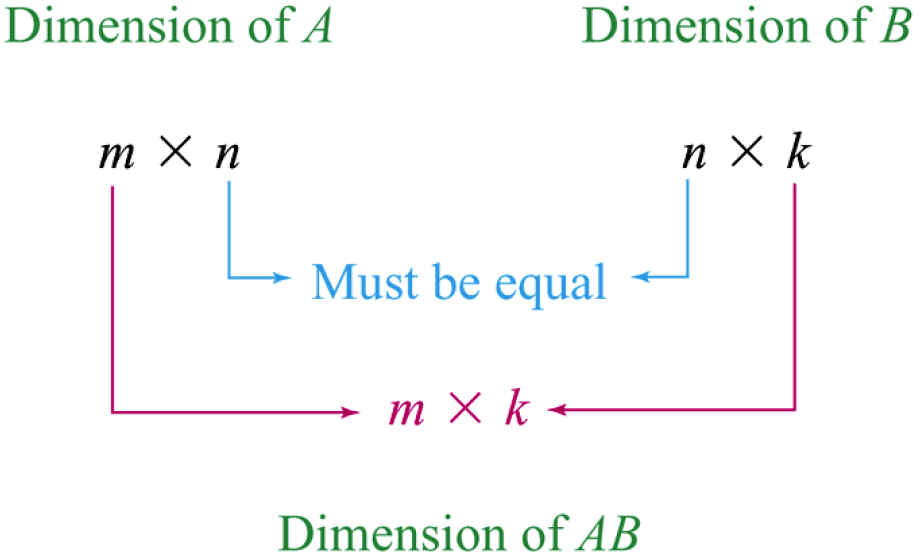 Dimension of A Dimension of B
m × n n × k
Must be equal
m × k
Dimension of AB